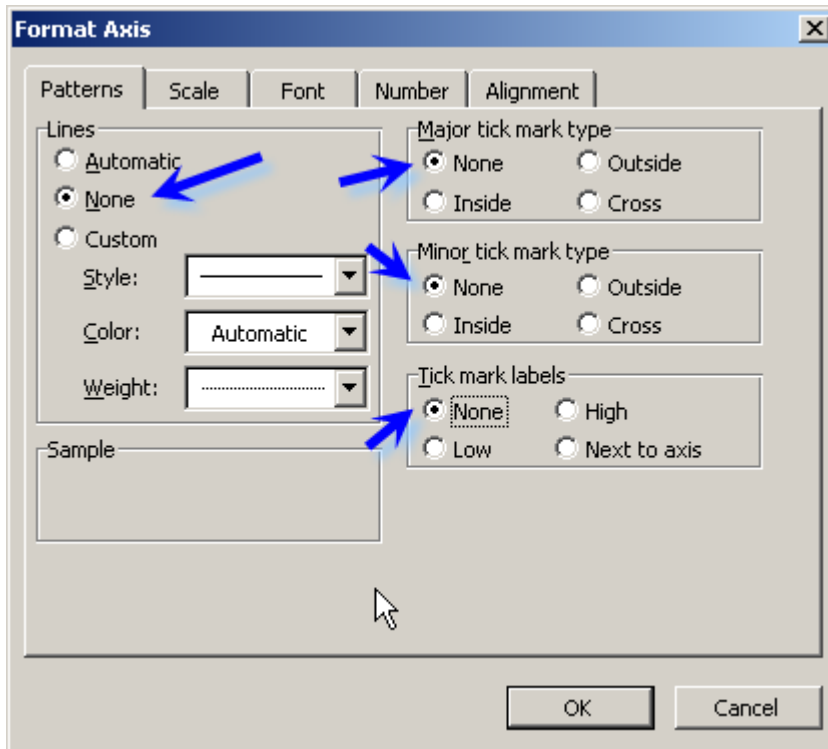 Format Axis
Patterns Scale Font Number Alignment
Lines
Automatic
None
Custom
Style:
Color: Automatic
Weight:
Sample
Major tick mark type
None Outside
Inside Cross
Minor tick mark type
None Outside
Inside Cross
Tick mark labels
None High
Low Next to axis
OK Cancel